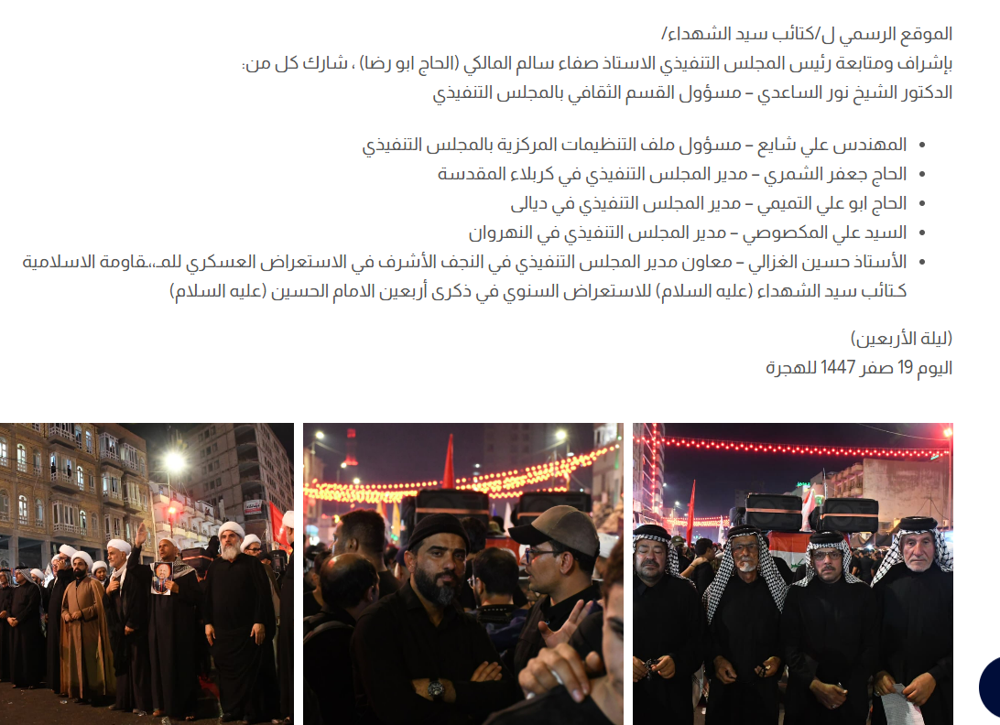 الموقع الرسمي ل/كتائب سيد الشهداء/
بإشراف ومتابعة رئيس المجلس التنفيذي الاستاذ صفاء سالم المالكي (الحاج ابو رضا) ، شارك كل من:
الدكتور الشيخ نور الساعدي – مسؤول القسم الثقافي بالمجلس التنفيذي
• المهندس علي شايع – مسؤول ملف التنظيمات المركزية بالمجلس التنفيذي
• الحاج جعفر الشمري – مدير المجلس التنفيذي في كربلاء المقدسة
• الحاج ابو علي التميمي – مدير المجلس التنفيذي في ديالى
• السيد علي المكصوصي – مدير المجلس التنفيذي في النهروان
• الأستاذ حسين الغزالي – معاون مدير المجلس التنفيذي في النجف الأشرف في الاستعراض العسكري للمـ،،ـقاومة الاسلامية
كـتائب سيد الشهداء (عليه السلام) للاستعراض السنوي في ذكرى أربعين الامام الحسين (عليه السلام)
(ليلة الأربعين)
اليوم 19 صفر 1447 للهجرة